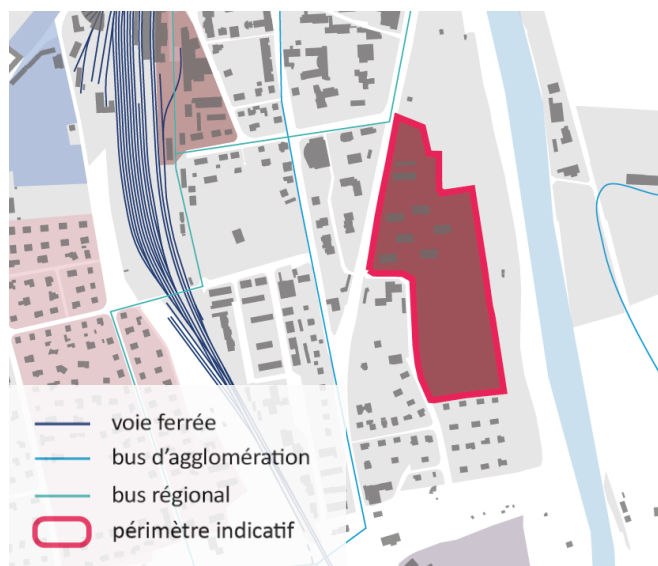 voie ferrée
bus d'agglomération
bus régional
périmètre indicatif